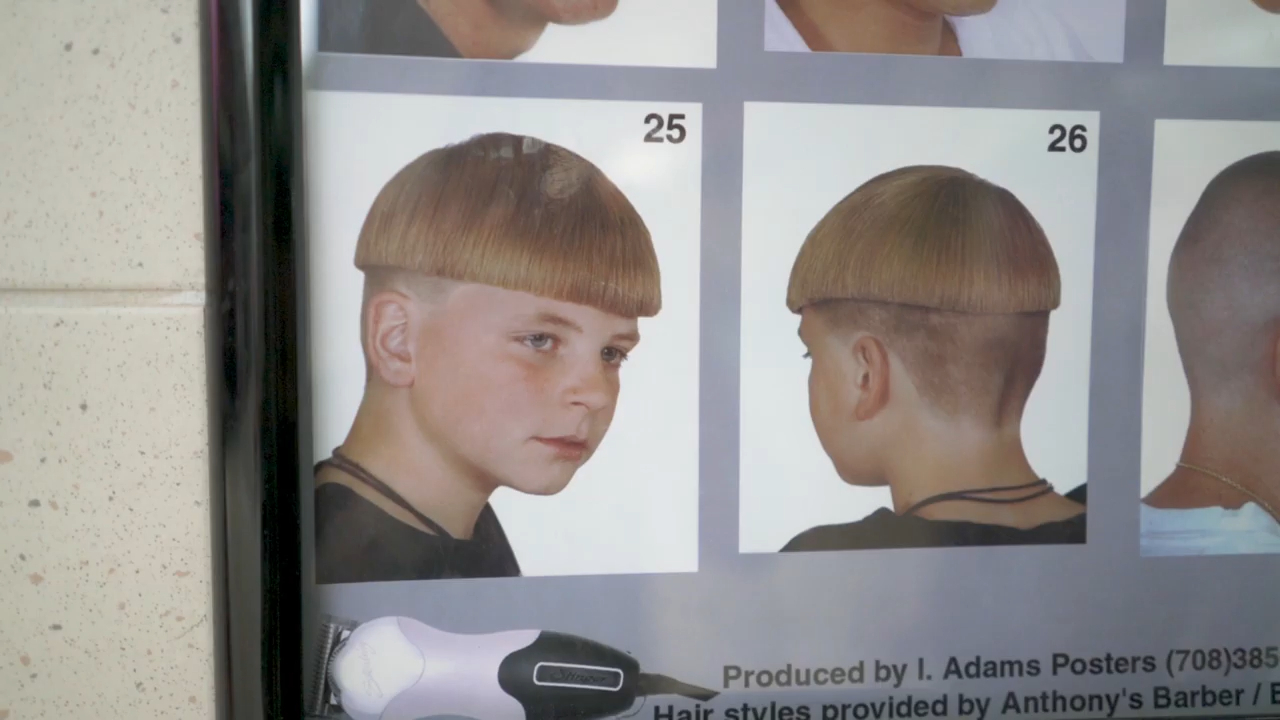 25
26
Produced by I. Adams Posters (708)385
Hair styles provided by Anthony's Barber /